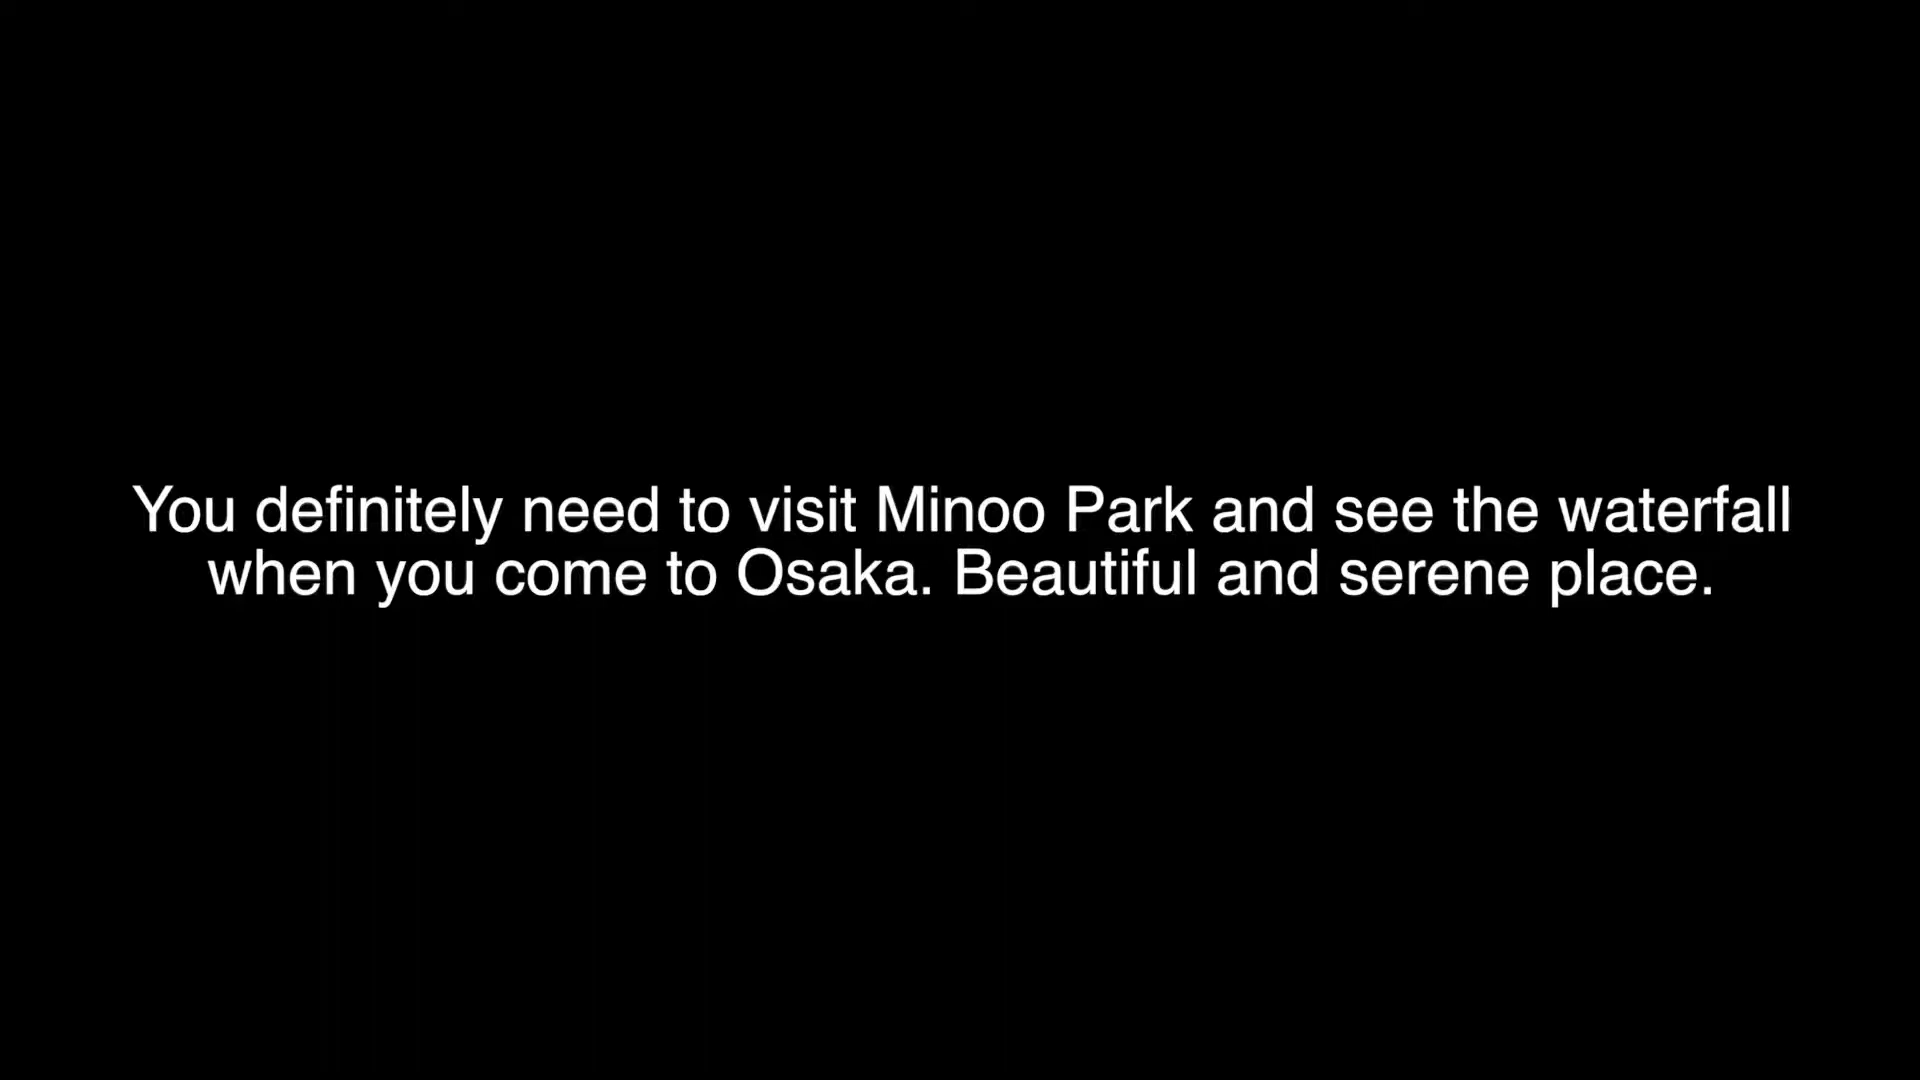 You definitely need to visit Minoo Park and see the waterfall
when you come to Osaka. Beautiful and serene place.